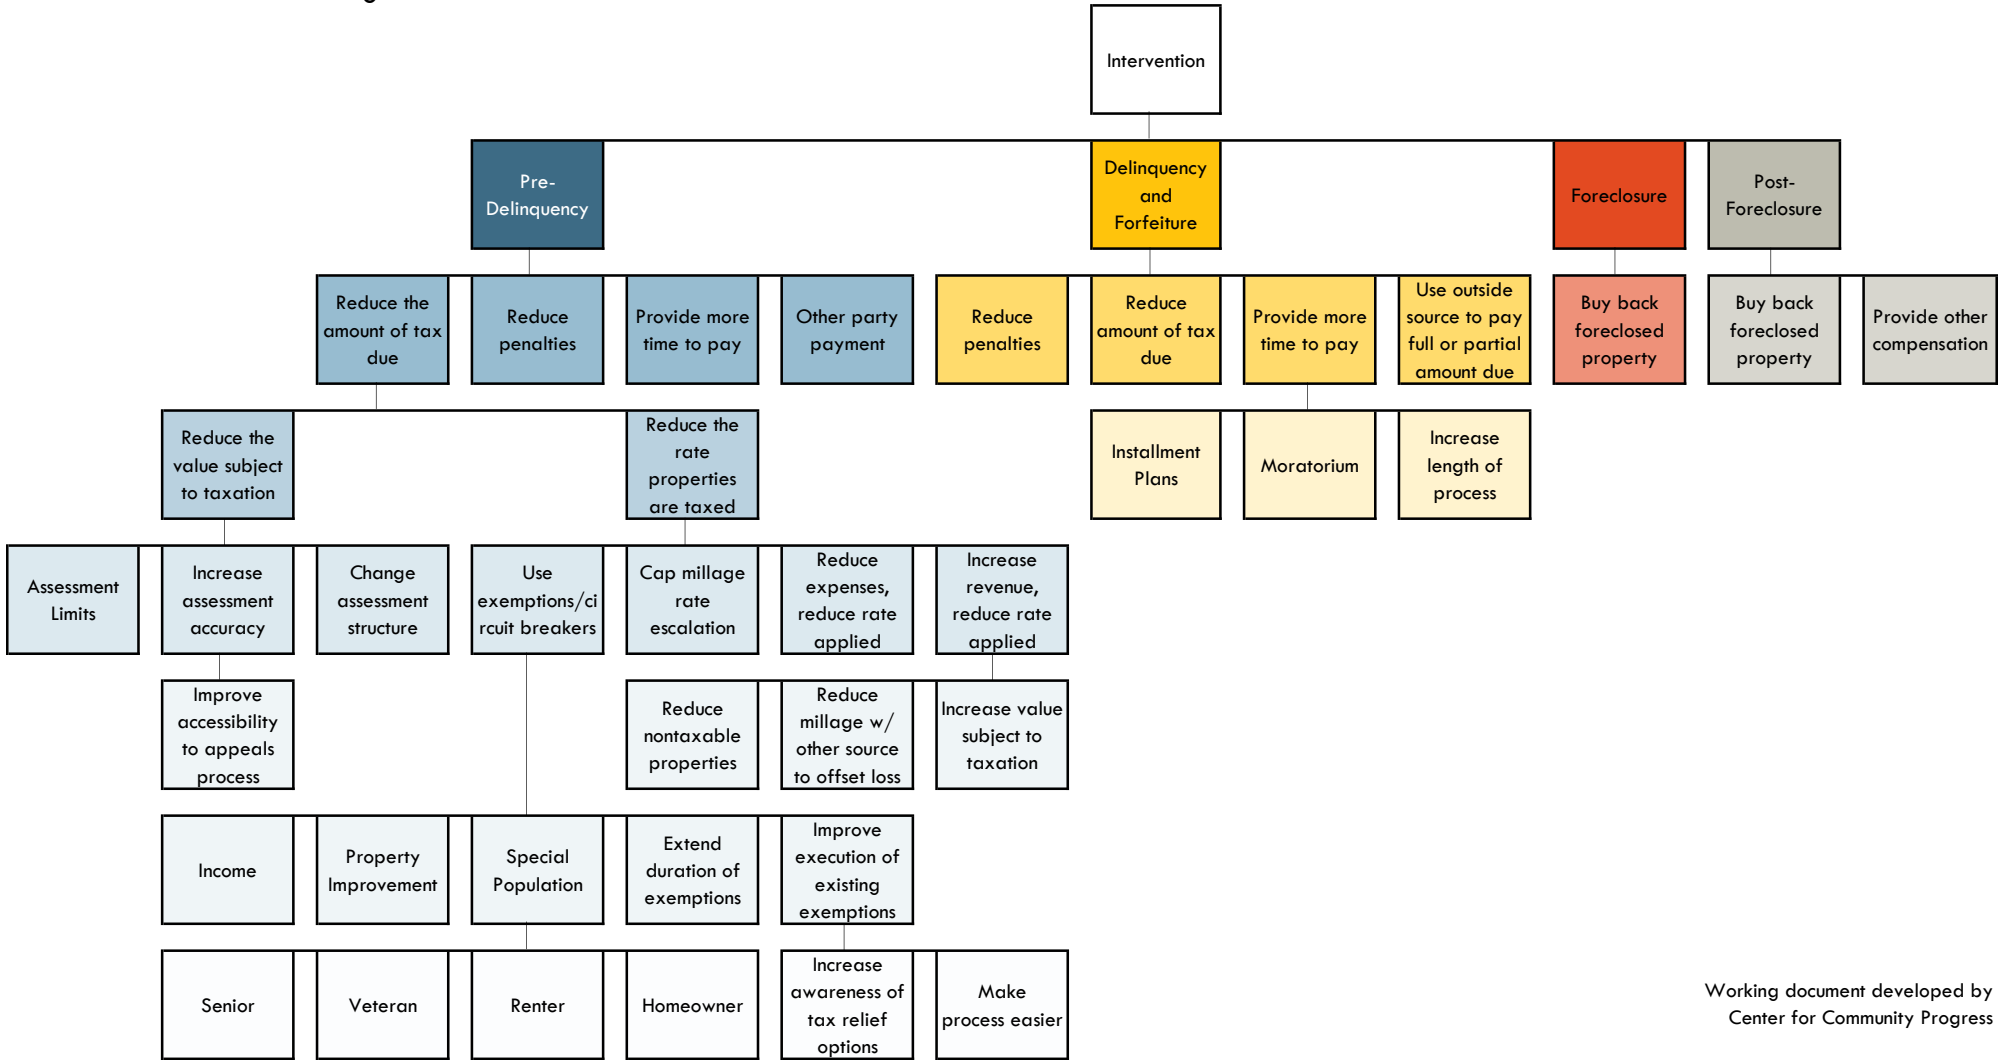 Intervention
Pre-
Delinquency
Delinquency
and
Forfeiture
Foreclosure
Post-
Foreclosure
Reduce the
amount of tax
due
Reduce
penalties
Provide more
time to pay
Other party
payment
Reduce
penalties
Reduce
amount of tax
due
Provide more
time to pay
Use outside
source to pay
full or partial
amount due
Buy back
foreclosed
property
Buy back
foreclosed
property
Provide other
compensation
Reduce the
value subject
to taxation
Reduce the
rate
properties
are taxed
Installment
Plans
Moratorium
Increase
length of
process
Assessment
Limits
Increase
assessment
accuracy
Change
assessment
structure
Use
exemptions/ci
rcuit breakers
Cap millage
rate
escalation
Reduce
expenses,
reduce rate
applied
Increase
revenue,
reduce rate
applied
Improve
accessibility
to appeals
process
Reduce
nontaxable
properties
Reduce
millage w/
other source
to offset loss
Increase value
subject to
taxation
Income
Property
Improvement
Special
Population
Extend
duration of
exemptions
Improve
execution of
existing
exemptions
Senior
Veteran
Renter
Homeowner
Increase
awareness of
tax relief
options
Make
process easier
Working document developed by
Center for Community Progress